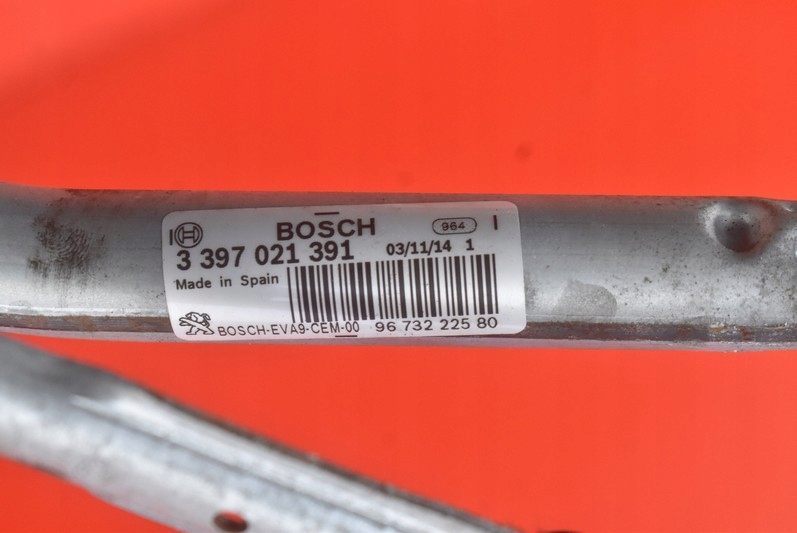 BOSCH 964
3 397 021 391 03/11/14 1
Made in Spain
BOSCH-EVA9-CEM-00 96 732 225 80